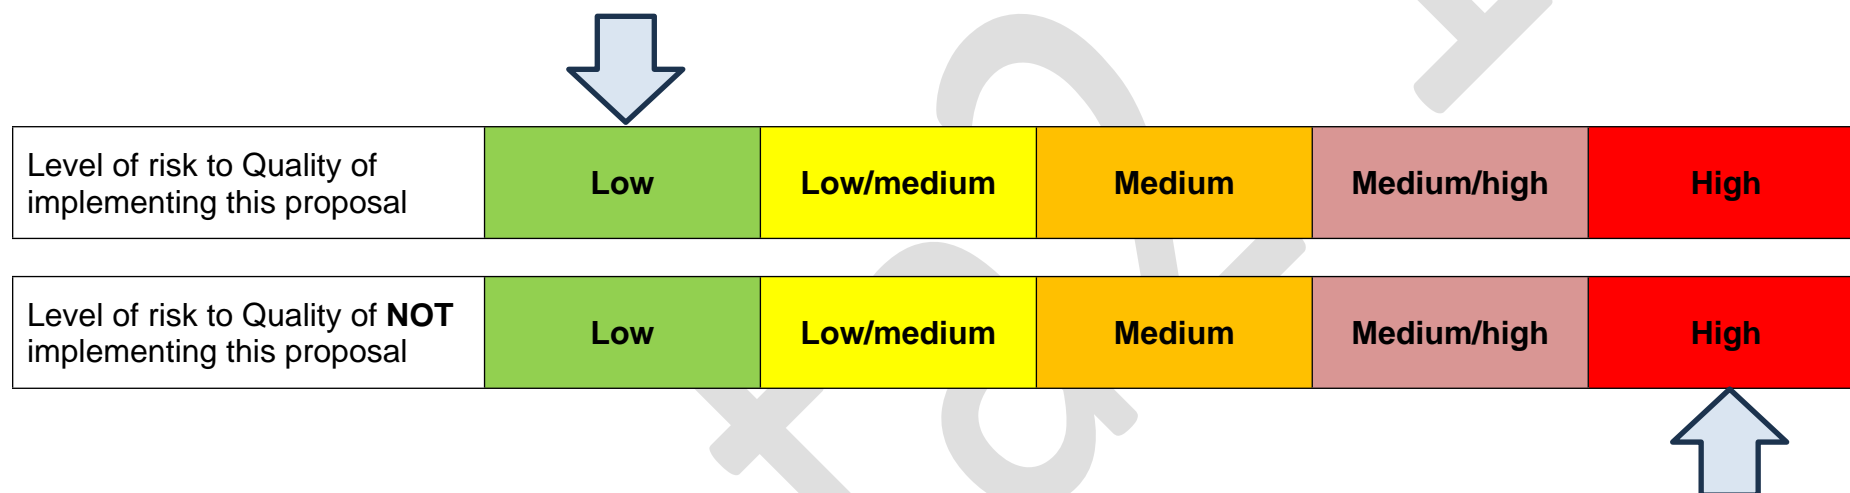 Level of risk to Quality of
implementing this proposal
Low
Low/medium
Medium
Medium/high
High
Level of risk to Quality of NOT
implementing this proposal
Low
Low/medium
Medium
Medium/high
High